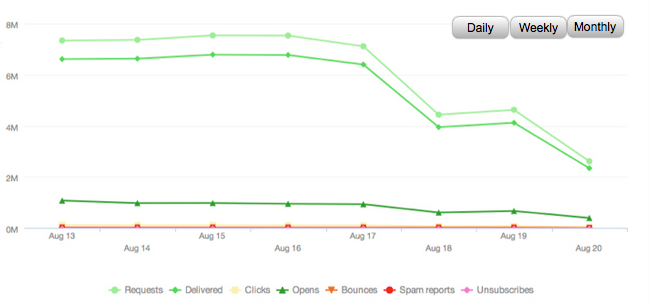 8M
Daily Weekly Monthly
6M
4M
2M
0M
Aug 13 Aug 15 Aug 17 Aug 19
Aug 14 Aug 16 Aug 18 Aug 20
Requests Delivered Clicks Opens Bounces Spam reports Unsubscribes